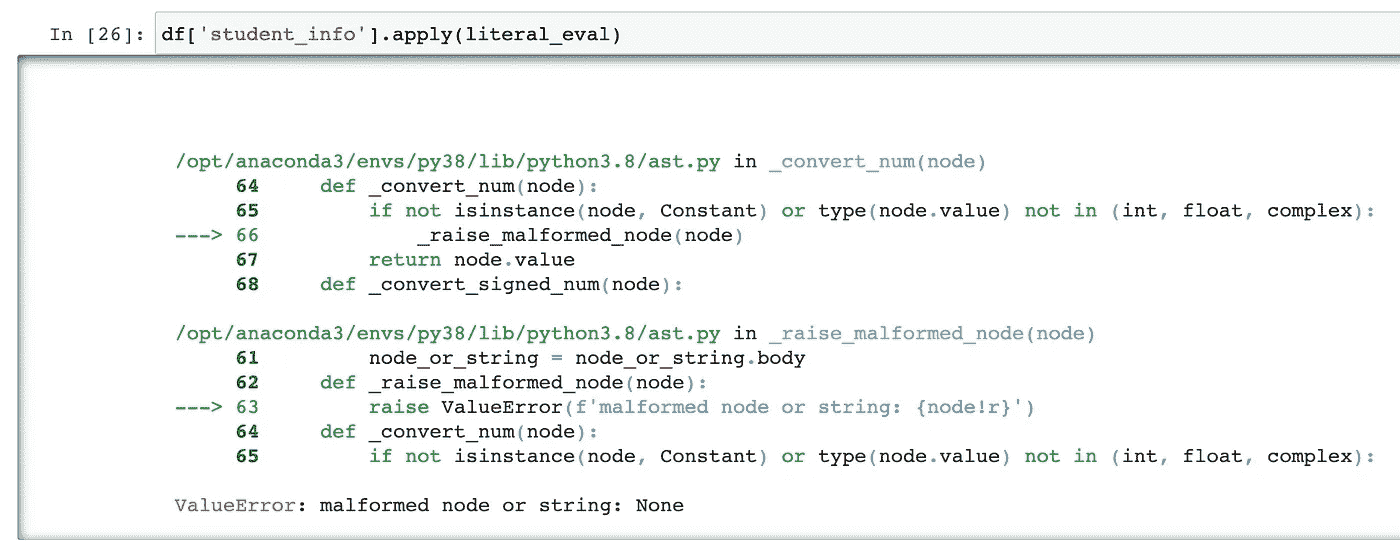 In [26]: df['student_info'].apply(literal_eval)
/opt/anaconda3/envs/py38/lib/python3.8/ast.py in _convert_num(node)
64 def _convert_num(node):
65 if not isinstance(node, Constant) or type(node.value) not in (int, float, complex):
---> 66 _raise_malformed_node(node)
67 return node.value
68 def _convert_signed_num(node):
/opt/anaconda3/envs/py38/lib/python3.8/ast.py in _raise_malformed_node(node)
61 node_or_string = node_or_string.body
62 def _raise_malformed_node(node):
---> 63 raise ValueError(f'malformed node or string: {node!r}')
64 def _convert_num(node):
65 if not isinstance(node, Constant) or type(node.value) not in (int, float, complex):
ValueError: malformed node or string: None